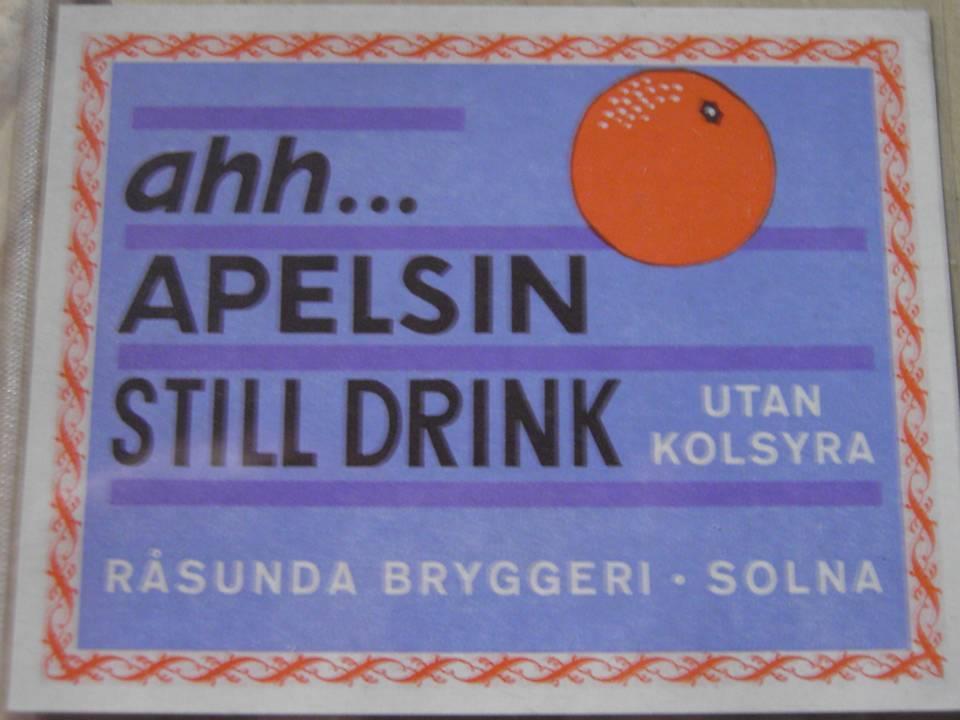 ahh...
APELSIN
STILL DRINK
UTAN
KOLSYRA
RÅSUNDA BRYGGERI · SOLNA